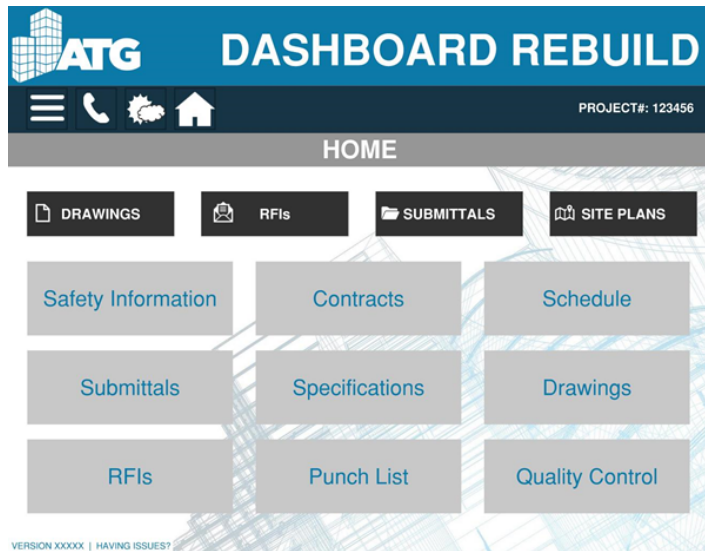 ATG
DASHBOARD REBUILD
PROJECT#: 123456
HOME
DRAWINGS
RFIs
SUBMITTALS
SITE PLANS
Safety Information
Contracts
Schedule
Submittals
Specifications
Drawings
RFIs
Punch List
Quality Control
VERSION XXXXX | HAVING ISSUES?